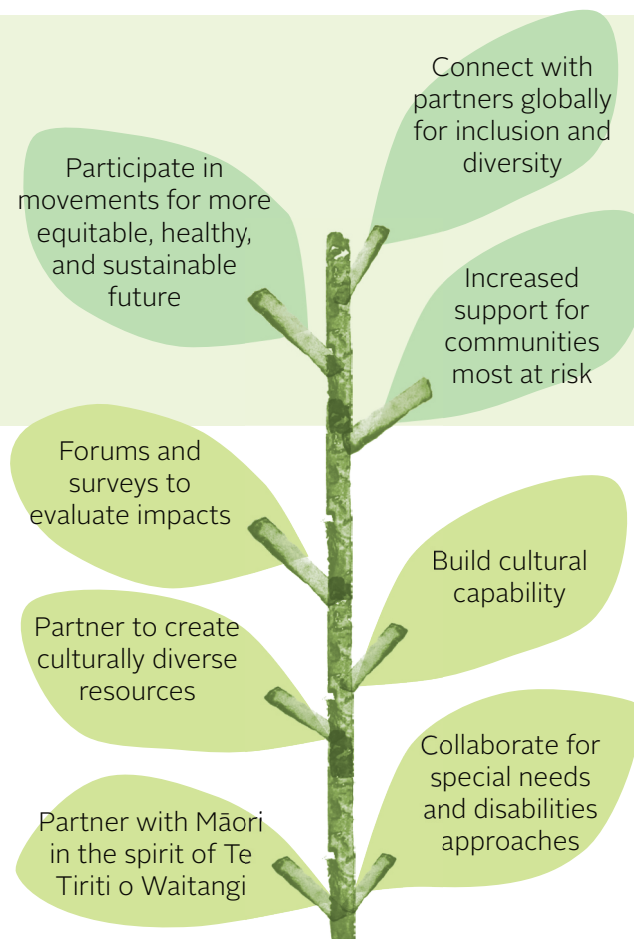 Connect with
partners globally
for inclusion and
diversity
Participate in
movements for more
equitable, healthy,
and sustainable
future
Increased
support for
communities
most at risk
Forums and
surveys to
evaluate impacts
Build cultural
capability
Partner to create
culturally diverse
resources
Collaborate for
special needs
and disabilities
approaches
Partner with Māori
in the spirit of Te
Tiriti o Waitangi